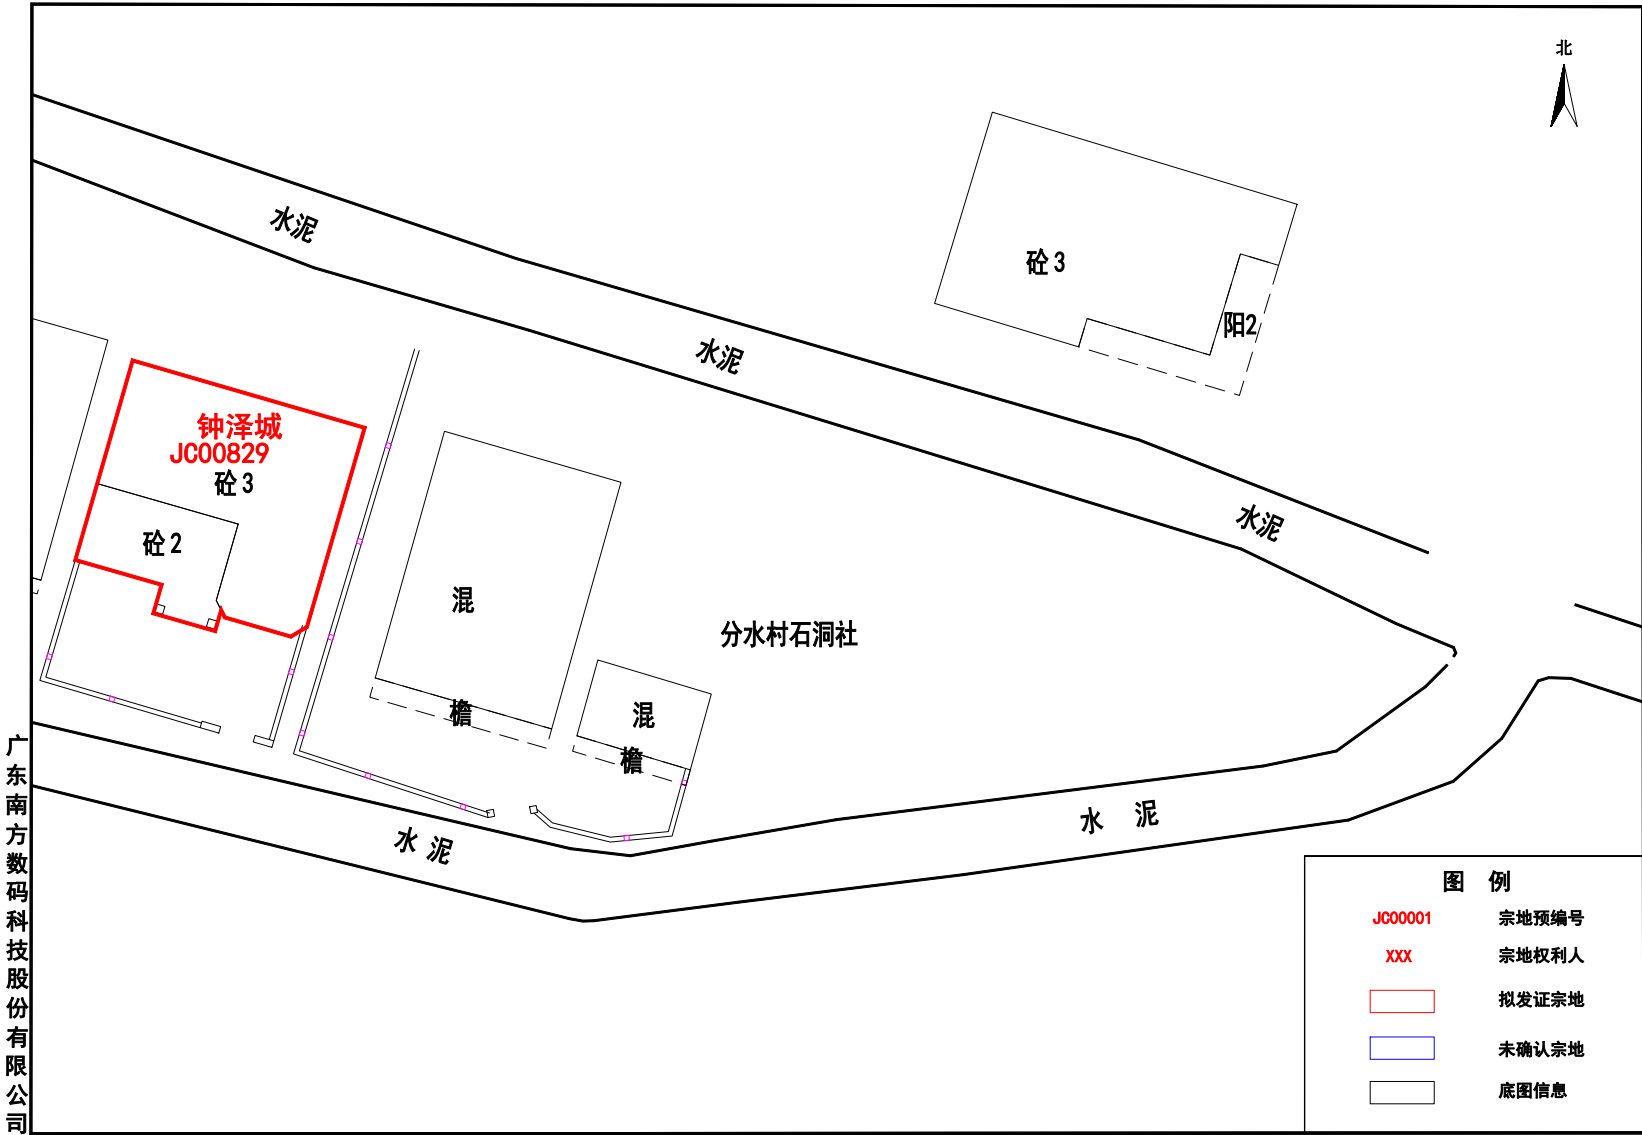 北
水泥
砼3
阳2
水泥
钟泽城
JC00829
砼3
水泥
砼2
混
分水村石洞社
檐
混
檐
水 泥
水 泥
广东南方数码科技股份有限公司
图 例
JC00001 宗地预编号
XXX 宗地权利人
拟发证宗地
未确认宗地
底图信息